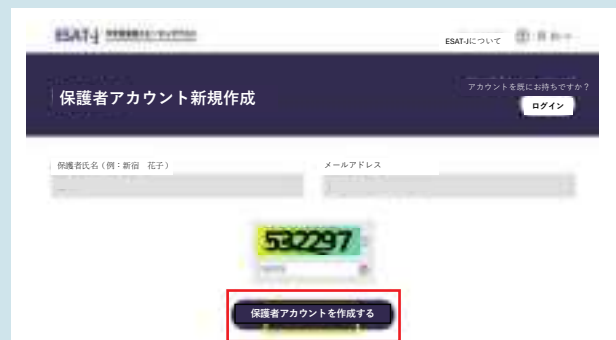 ESAT-J
ESAT-Jについて
保護者アカウント新規作成
アカウントを既にお持ちですか？
ログイン
保護者氏名（例：新宿　花子）
メールアドレス
532297
保護者アカウントを作成する